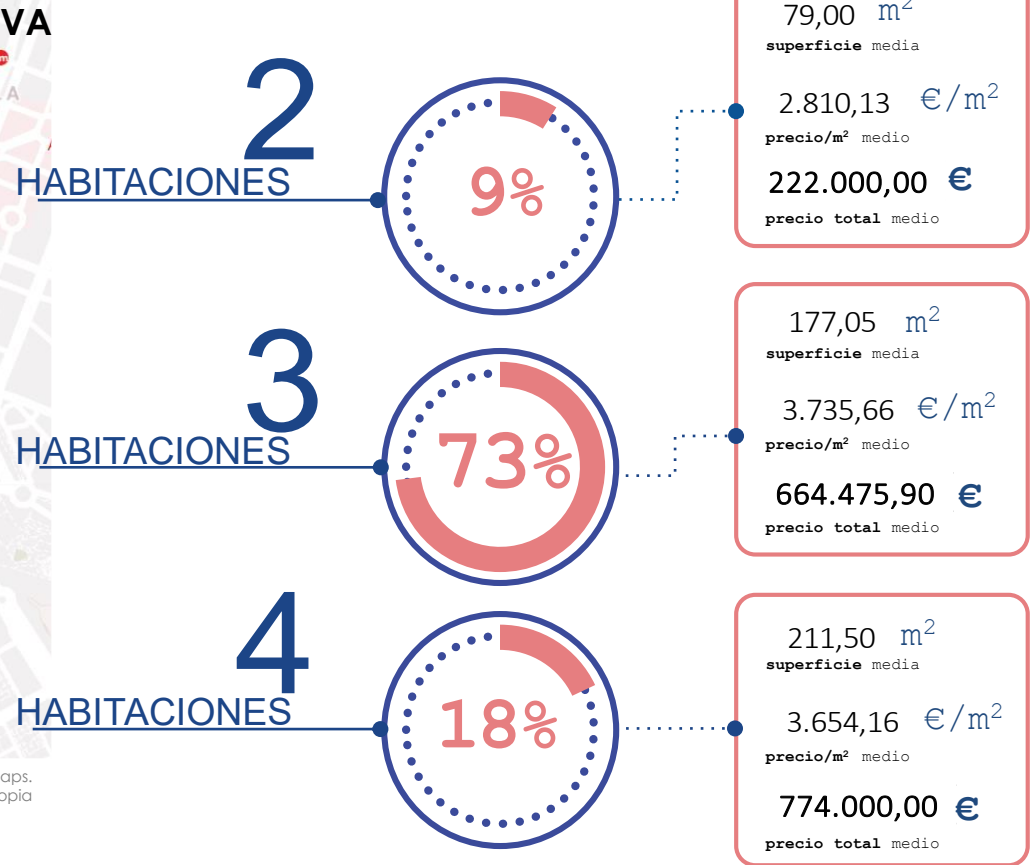 VA
A
2
HABITACIONES
9%
79,00 m²
superficie media
2.810,13 €/m²
precio/m² medio
222.000,00 €
precio total medio
3
HABITACIONES
73%
177,05 m²
superficie media
3.735,66 €/m²
precio/m² medio
664.475,90 €
precio total medio
4
HABITACIONES
18%
211,50 m²
superficie media
3.654,16 €/m²
precio/m² medio
774.000,00 €
precio total medio
aps.
opia